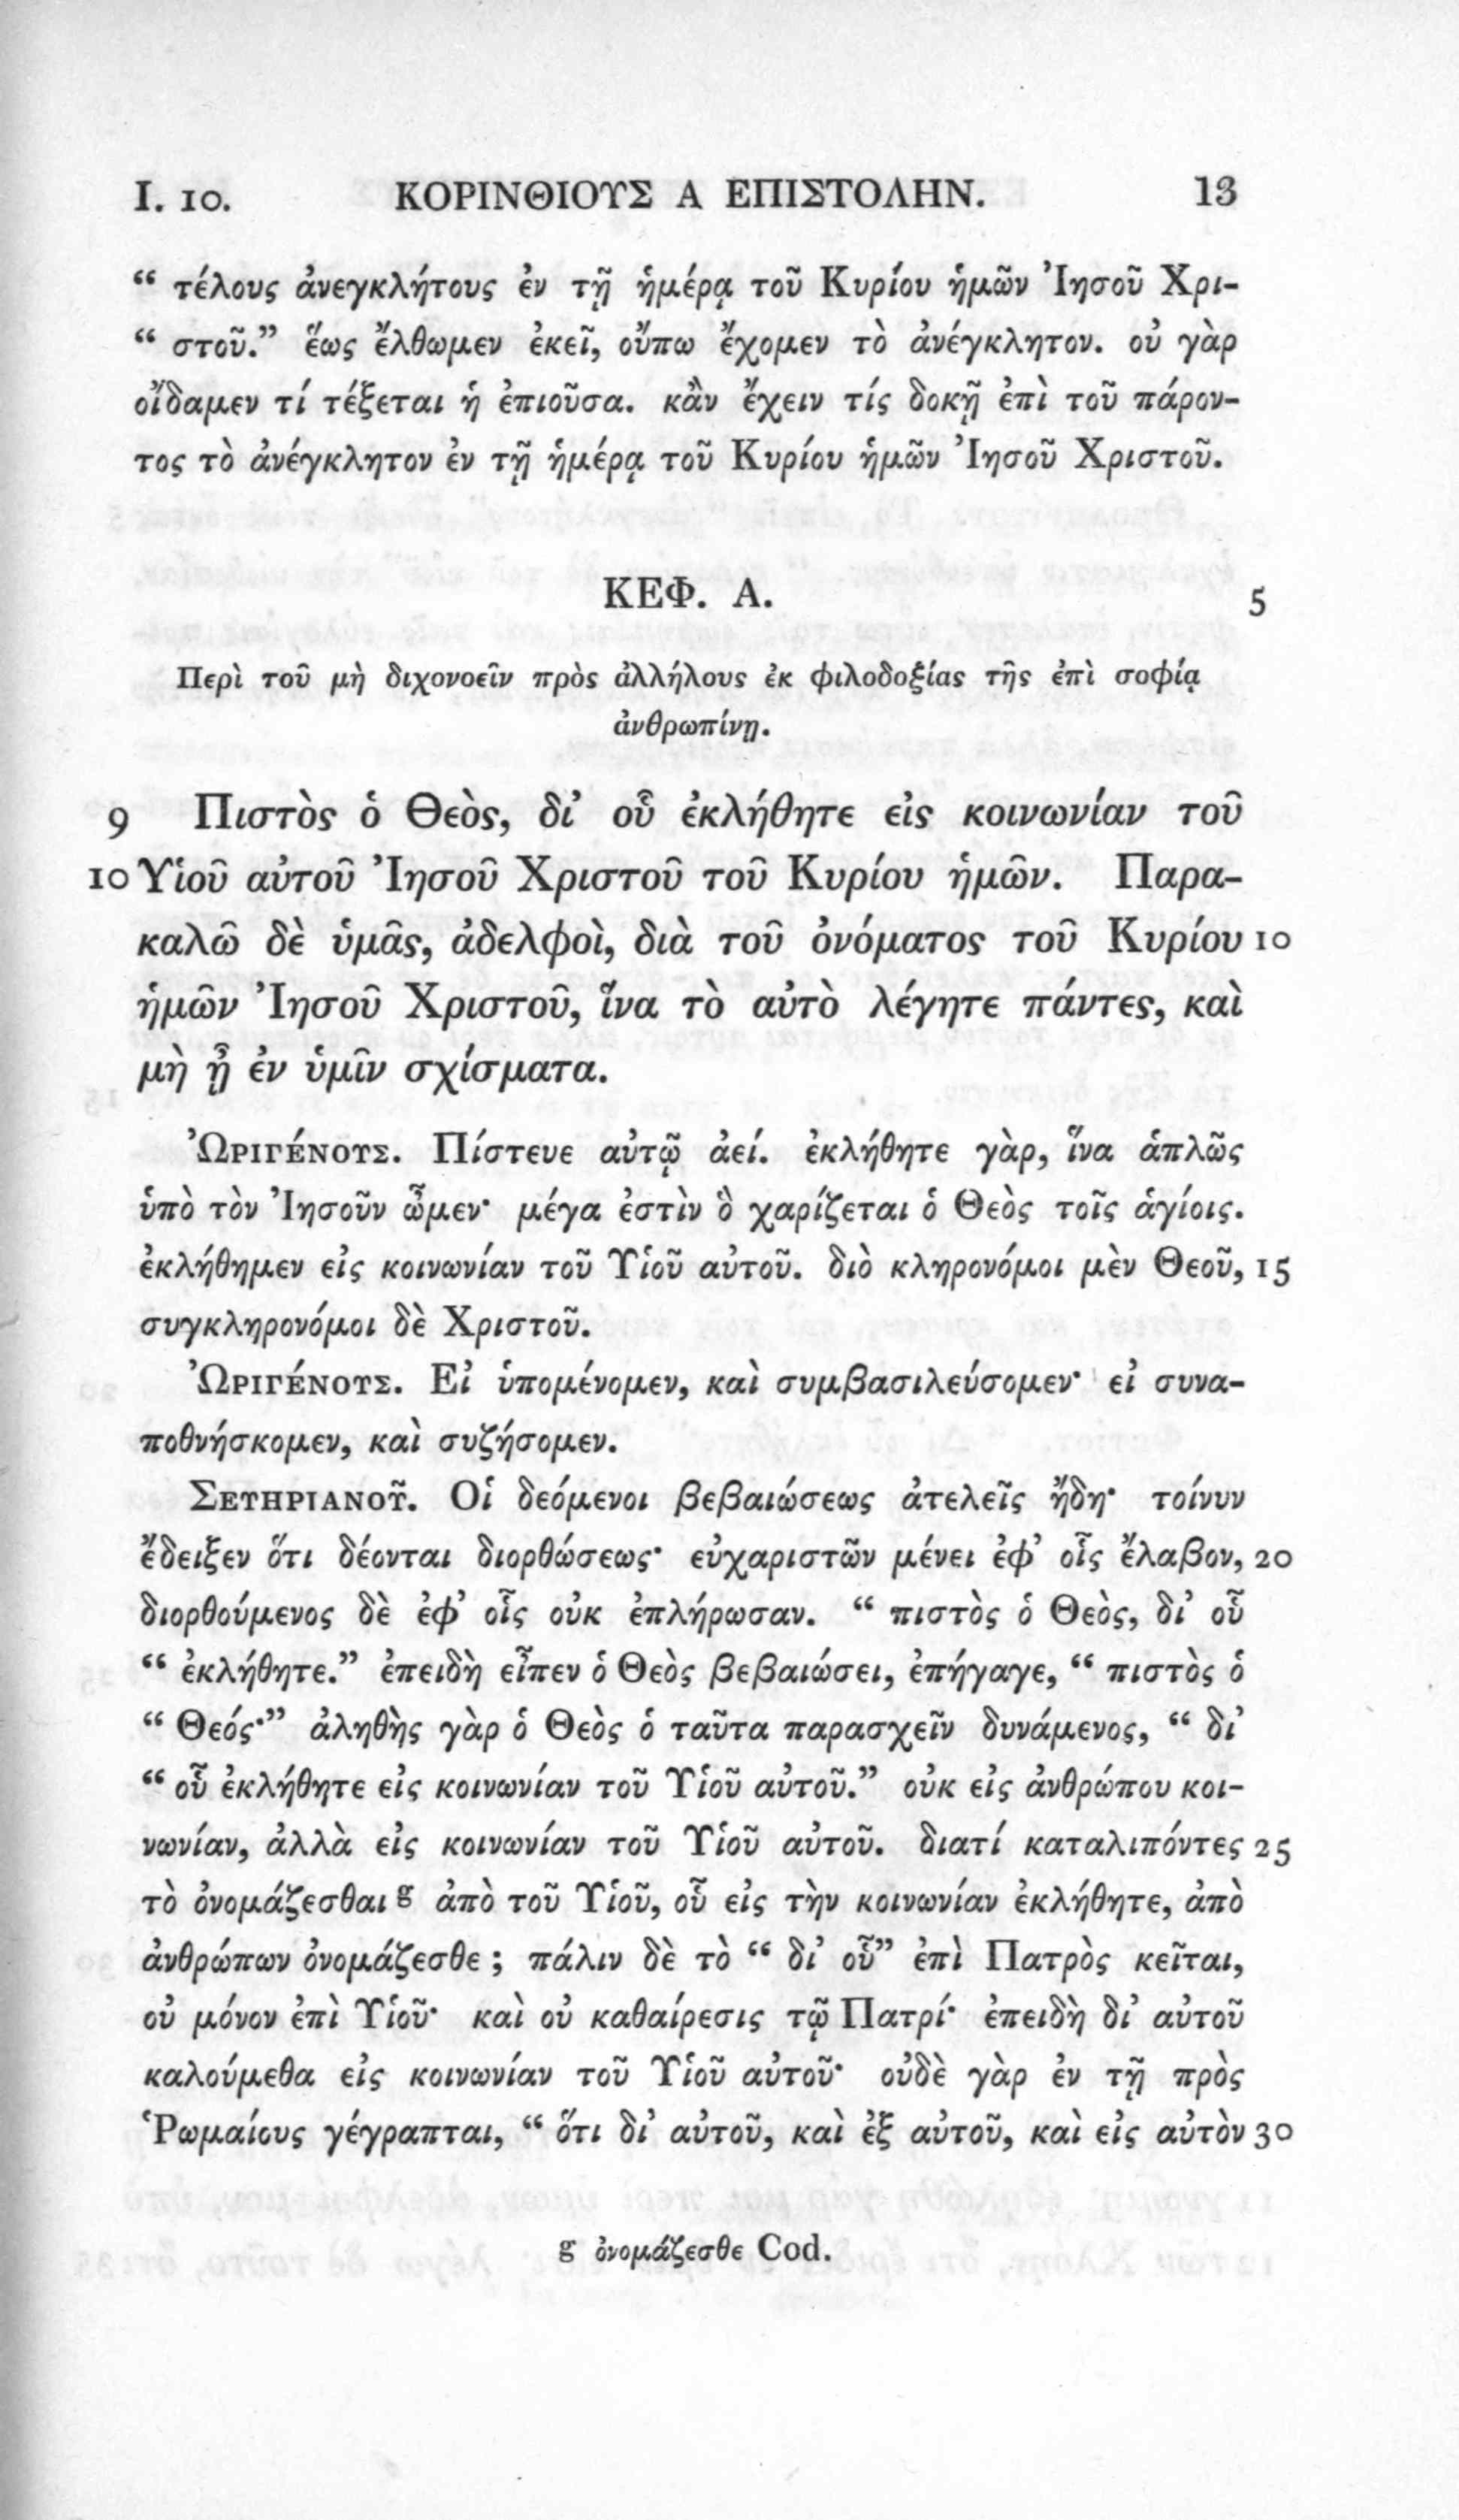 I. 10. ΚΟΡΙΝΘΙΟΥΣ Α ΕΠΙΣΤΟΛΗΝ. 13
“ τέλους ἀνεγκλήτους ἐν τῇ ἡμέρᾳ τοῦ Κυρίου ἡμῶν Ἰησοῦ Χρι-
“ στοῦ.” ἕως ἔλθωμεν ἐκεῖ, οὔπω ἔχομεν τὸ ἀνέγκλητον. οὐ γὰρ
οἴδαμεν τί τέξεται ἡ ἐπιοῦσα. κἂν ἔχειν τίς δοκῇ ἐπὶ τοῦ πάρον-
τος τὸ ἀνέγκλητον ἐν τῇ ἡμέρᾳ τοῦ Κυρίου ἡμῶν Ἰησοῦ Χριστοῦ.
ΚΕΦ. Α. 5
Περὶ τοῦ μὴ διχονοεῖν πρὸς ἀλλήλους ἐκ φιλοδοξίας τῆς ἐπὶ σοφίᾳ
ἀνθρωπίνῃ.
9 Πιστὸς ὁ Θεὸς, δι’ οὗ ἐκλήθητε εἰς κοινωνίαν τοῦ
10 Υἱοῦ αὐτοῦ Ἰησοῦ Χριστοῦ τοῦ Κυρίου ἡμῶν. Παρα-
καλῶ δὲ ὑμᾶς, ἀδελφοὶ, διὰ τοῦ ὀνόματος τοῦ Κυρίου 10
ἡμῶν Ἰησοῦ Χριστοῦ, ἵνα τὸ αὐτὸ λέγητε πάντες, καὶ
μὴ ᾖ ἐν ὑμῖν σχίσματα.
ὨΡΙΓΈΝΟΥΣ. Πίστευε αὐτῷ ἀεί. ἐκλήθητε γὰρ, ἵνα ἁπλῶς
ὑπὸ τὸν Ἰησοῦν ὦμεν· μέγα ἐστὶν ὃ χαρίζεται ὁ Θεὸς τοῖς ἁγίοις.
ἐκλήθημεν εἰς κοινωνίαν τοῦ Υἱοῦ αὐτοῦ. διὸ κληρονόμοι μὲν Θεοῦ, 15
συγκληρονόμοι δὲ Χριστοῦ.
ὨΡΙΓΈΝΟΥΣ. Εἰ ὑπομένομεν, καὶ συμβασιλεύσομεν· εἰ συνα-
ποθνήσκομεν, καὶ συζήσομεν.
ΣΕΥΗΡΙΑΝΟῦ. Οἱ δεόμενοι βεβαιώσεως ἀτελεῖς ἤδη· τοίνυν
ἔδειξεν ὅτι δέονται διορθώσεως· εὐχαριστῶν μένει ἐφ’ οἷς ἔλαβον, 20
διορθούμενος δὲ ἐφ’ οἷς οὐκ ἐπλήρωσαν. “ πιστὸς ὁ Θεὸς, δι’ οὗ
“ ἐκλήθητε.” ἐπειδὴ εἶπεν ὁ Θεὸς βεβαιώσει, ἐπήγαγε, “ πιστὸς ὁ
“ Θεός·” ἀληθὴς γὰρ ὁ Θεὸς ὁ ταῦτα παρασχεῖν δυνάμενος, “ δι’
“ οὗ ἐκλήθητε εἰς κοινωνίαν τοῦ Υἱοῦ αὐτοῦ.” οὐκ εἰς ἀνθρώπου κοι-
νωνίαν, ἀλλὰ εἰς κοινωνίαν τοῦ Υἱοῦ αὐτοῦ. διατί καταλιπόντες 25
τὸ ὀνομάζεσθαι g ἀπὸ τοῦ Υἱοῦ, οὗ εἰς τὴν κοινωνίαν ἐκλήθητε, ἀπὸ
ἀνθρώπων ὀνομάζεσθε ; πάλιν δὲ τὸ “ δι’ οὗ” ἐπὶ Πατρὸς κεῖται,
οὐ μόνον ἐπὶ Υἱοῦ· καὶ οὐ καθαίρεσις τῷ Πατρί· ἐπειδὴ δι’ αὐτοῦ
καλούμεθα εἰς κοινωνίαν τοῦ Υἱοῦ αὐτοῦ· οὐδὲ γὰρ ἐν τῇ πρὸς
Ῥωμαίους γέγραπται, “ ὅτι δι’ αὐτοῦ, καὶ ἐξ αὐτοῦ, καὶ εἰς αὐτὸν 30
g ὀνομάζεσθε Cod.